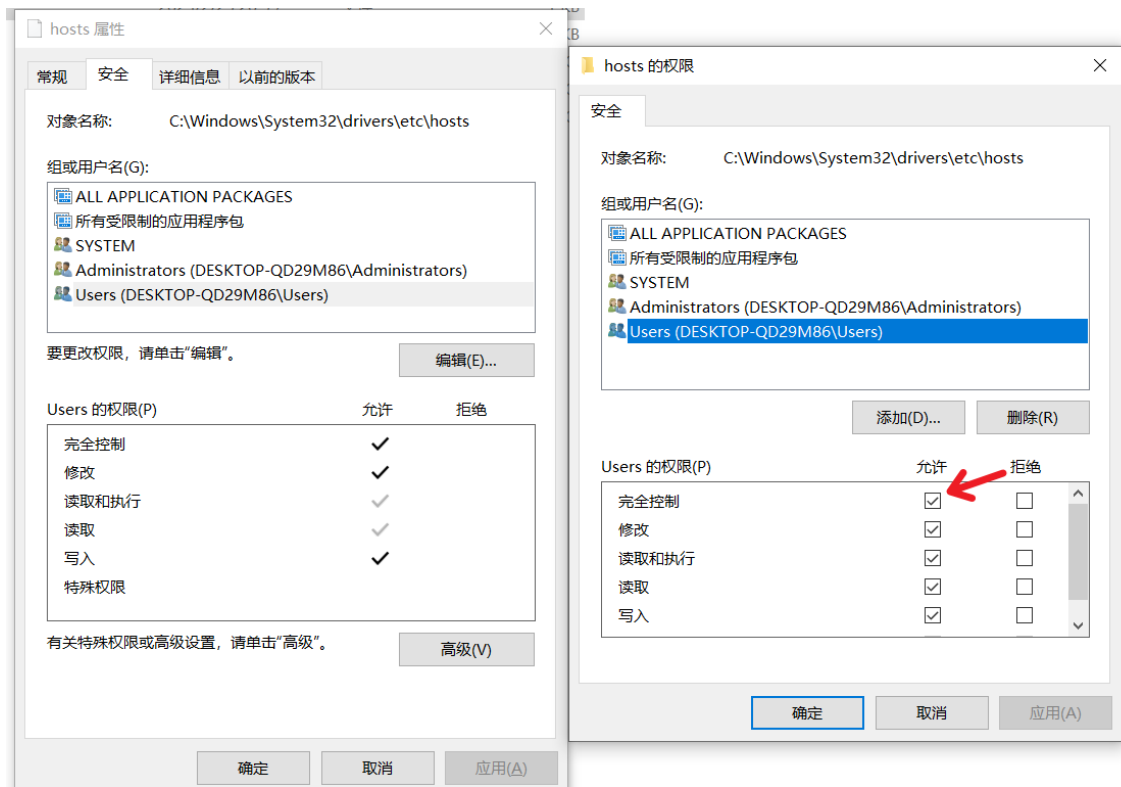 hosts 属性
KB
常规
安全
详细信息
以前的版本
对象名称: C:\Windows\System32\drivers\etc\hosts
组或用户名(G):
ALL APPLICATION PACKAGES
所有受限制的应用程序包
SYSTEM
Administrators (DESKTOP-QD29M86\Administrators)
Users (DESKTOP-QD29M86\Users)
要更改权限，请单击“编辑”。
编辑(E)...
Users 的权限(P) 允许 拒绝
完全控制
修改
读取和执行
读取
写入
特殊权限
有关特殊权限或高级设置，请单击“高级”。
高级(V)
确定
取消
应用(A)
hosts 的权限
安全
对象名称: C:\Windows\System32\drivers\etc\hosts
组或用户名(G):
ALL APPLICATION PACKAGES
所有受限制的应用程序包
SYSTEM
Administrators (DESKTOP-QD29M86\Administrators)
Users (DESKTOP-QD29M86\Users)
添加(D)...
删除(R)
Users 的权限(P) 允许 拒绝
完全控制
修改
读取和执行
读取
写入
确定
取消
应用(A)